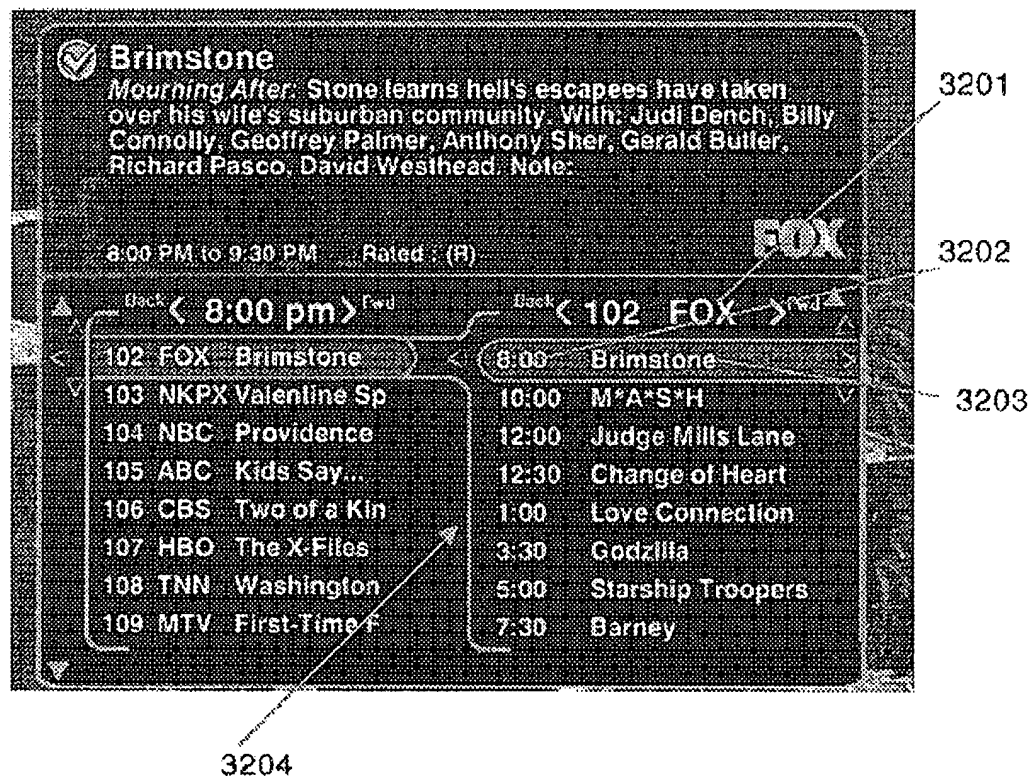 Brimstone
Mourning After: Stone learns hell's escapees have taken
over his wife's suburban community. With: Judi Dench, Billy
Connolly, Geoffrey Palmer, Anthony Sher, Gerald Butler,
Richard Pasco, David Westhead. Note:
FOX
8:00 PM to 9:30 PM ... Rated : (R)
Back < 8:00 pm > Fwd
Back < 102 FOX > Fwd
102 FOX Brimstone
103 NKPX Valentine Sp
104 NBC Providence
105 ABC Kids Say...
106 CBS Two of a Kin
107 HBO The X-Files
108 TNN Washington
109 MTV First-Time F
8:00 Brimstone
10:00 M*A*S*H
12:00 Judge Mills Lane
12:30 Change of Heart
1:00 Love Connection
3:30 Godzilla
5:00 Starship Troopers
7:30 Barney
3201
3202
3203
3204